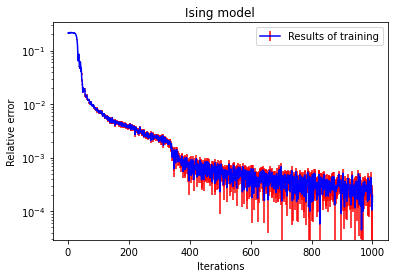 Ising model
Results of training
Relative error
10⁻¹
10⁻²
10⁻³
10⁻⁴
0 200 400 600 800 1000
Iterations